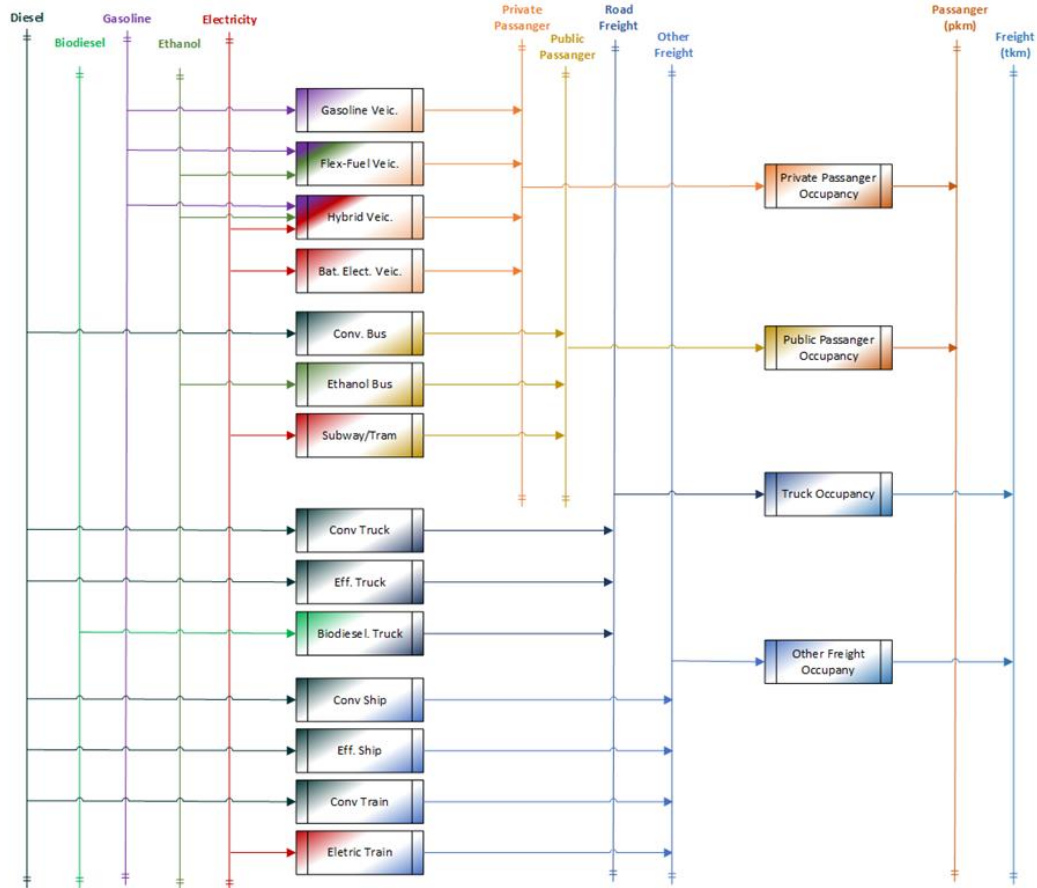 Diesel
Biodiesel
Gasoline
Ethanol
Electricity
Private
Passanger
Public
Passanger
Road
Freight
Other
Freight
Passanger
(pkm)
Freight
(tkm)
Gasoline Veic.
Flex-Fuel Veic.
Hybrid Veic.
Bat. Elect. Veic.
Conv. Bus
Ethanol Bus
Subway/Tram
Conv Truck
Eff. Truck
Biodiesel. Truck
Conv Ship
Eff. Ship
Conv Train
Eletric Train
Private Passanger
Occupancy
Public Passanger
Occupancy
Truck Occupancy
Other Freight
Occupany